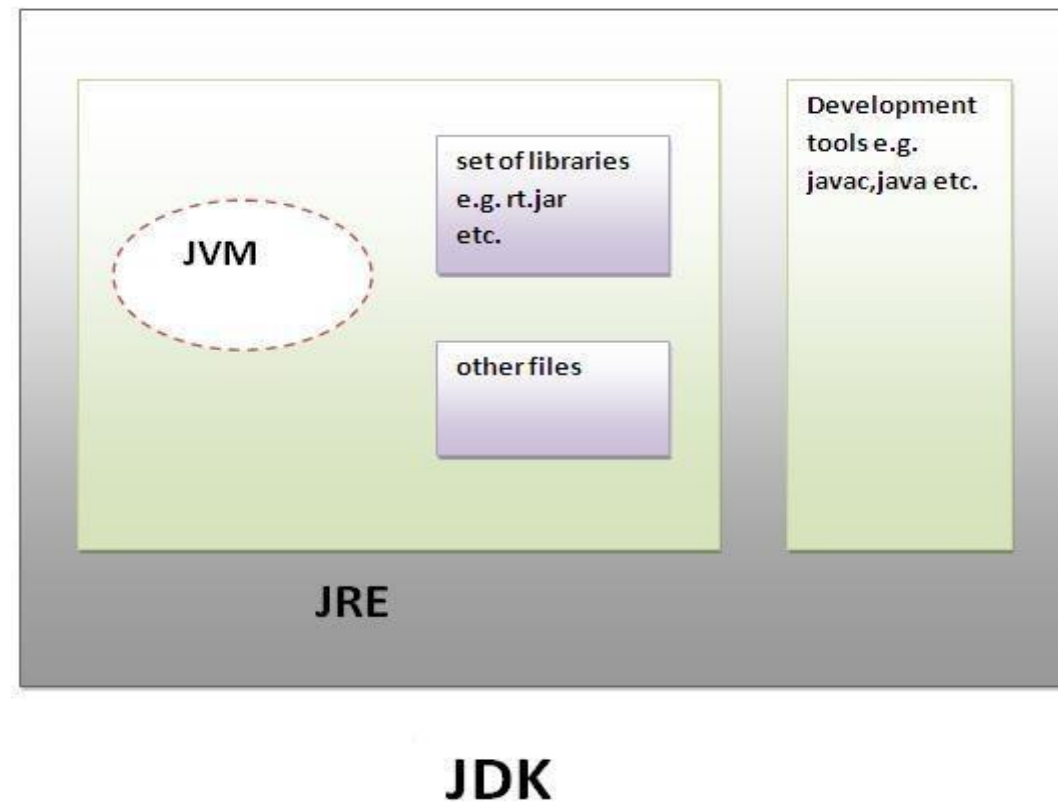 JVM
set of libraries
e.g. rt.jar
etc.
other files
Development
tools e.g.
javac,java etc.
JRE
JDK